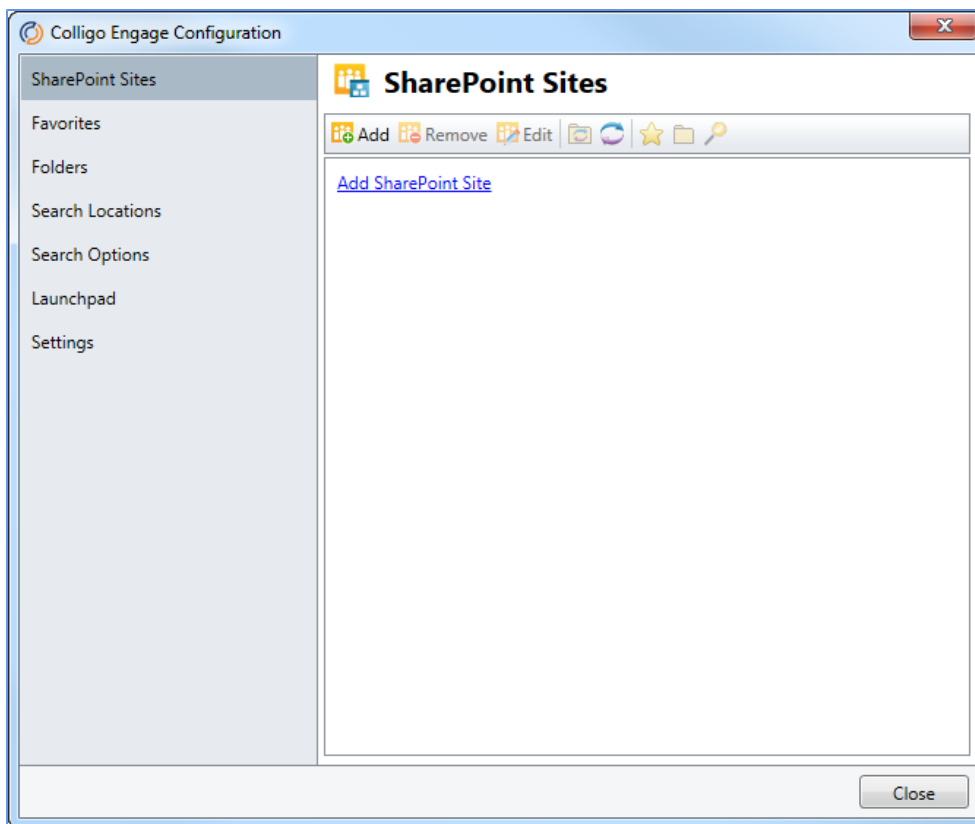 Colligo Engage Configuration
SharePoint Sites
Favorites
Folders
Search Locations
Search Options
Launchpad
Settings
SharePoint Sites
Add Remove Edit
Add SharePoint Site
Close